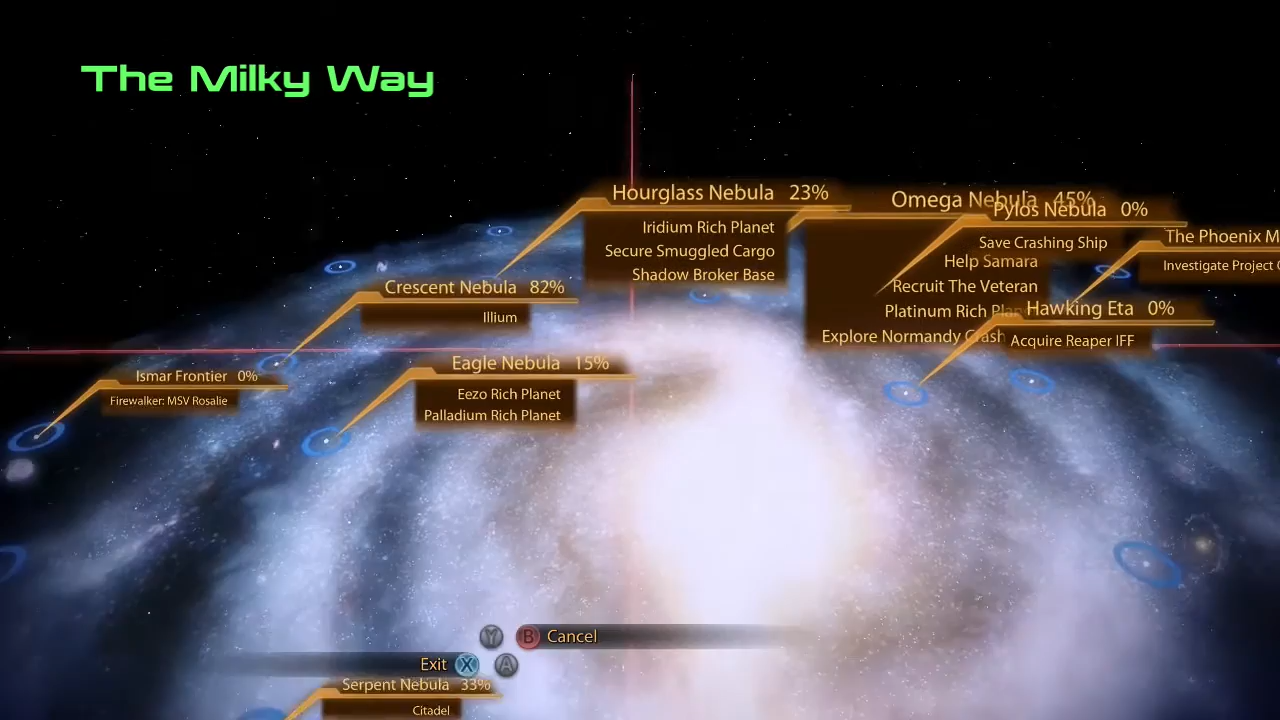 The Milky Way
Hourglass Nebula 23%
Iridium Rich Planet
Secure Smuggled Cargo
Shadow Broker Base
Omega Nebula 45%
Help Samara
Recruit The Veteran
Platinum Rich Plan
Explore Normandy Crash
Pylos Nebula 0%
Save Crashing Ship
The Phoenix M
Investigate Project
Hawking Eta 0%
Acquire Reaper IFF
Crescent Nebula 82%
Illium
Eagle Nebula 15%
Eezo Rich Planet
Palladium Rich Planet
Ismar Frontier 0%
Firewalker: MSV Rosalie
Y B Cancel
Exit X A
Serpent Nebula 33%
Citadel